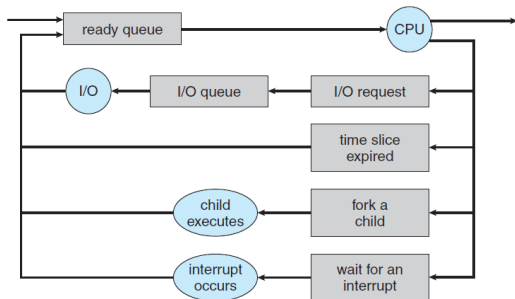 ready queue
CPU
I/O
I/O queue
I/O request
time slice
expired
child
executes
fork a
child
interrupt
occurs
wait for an
interrupt